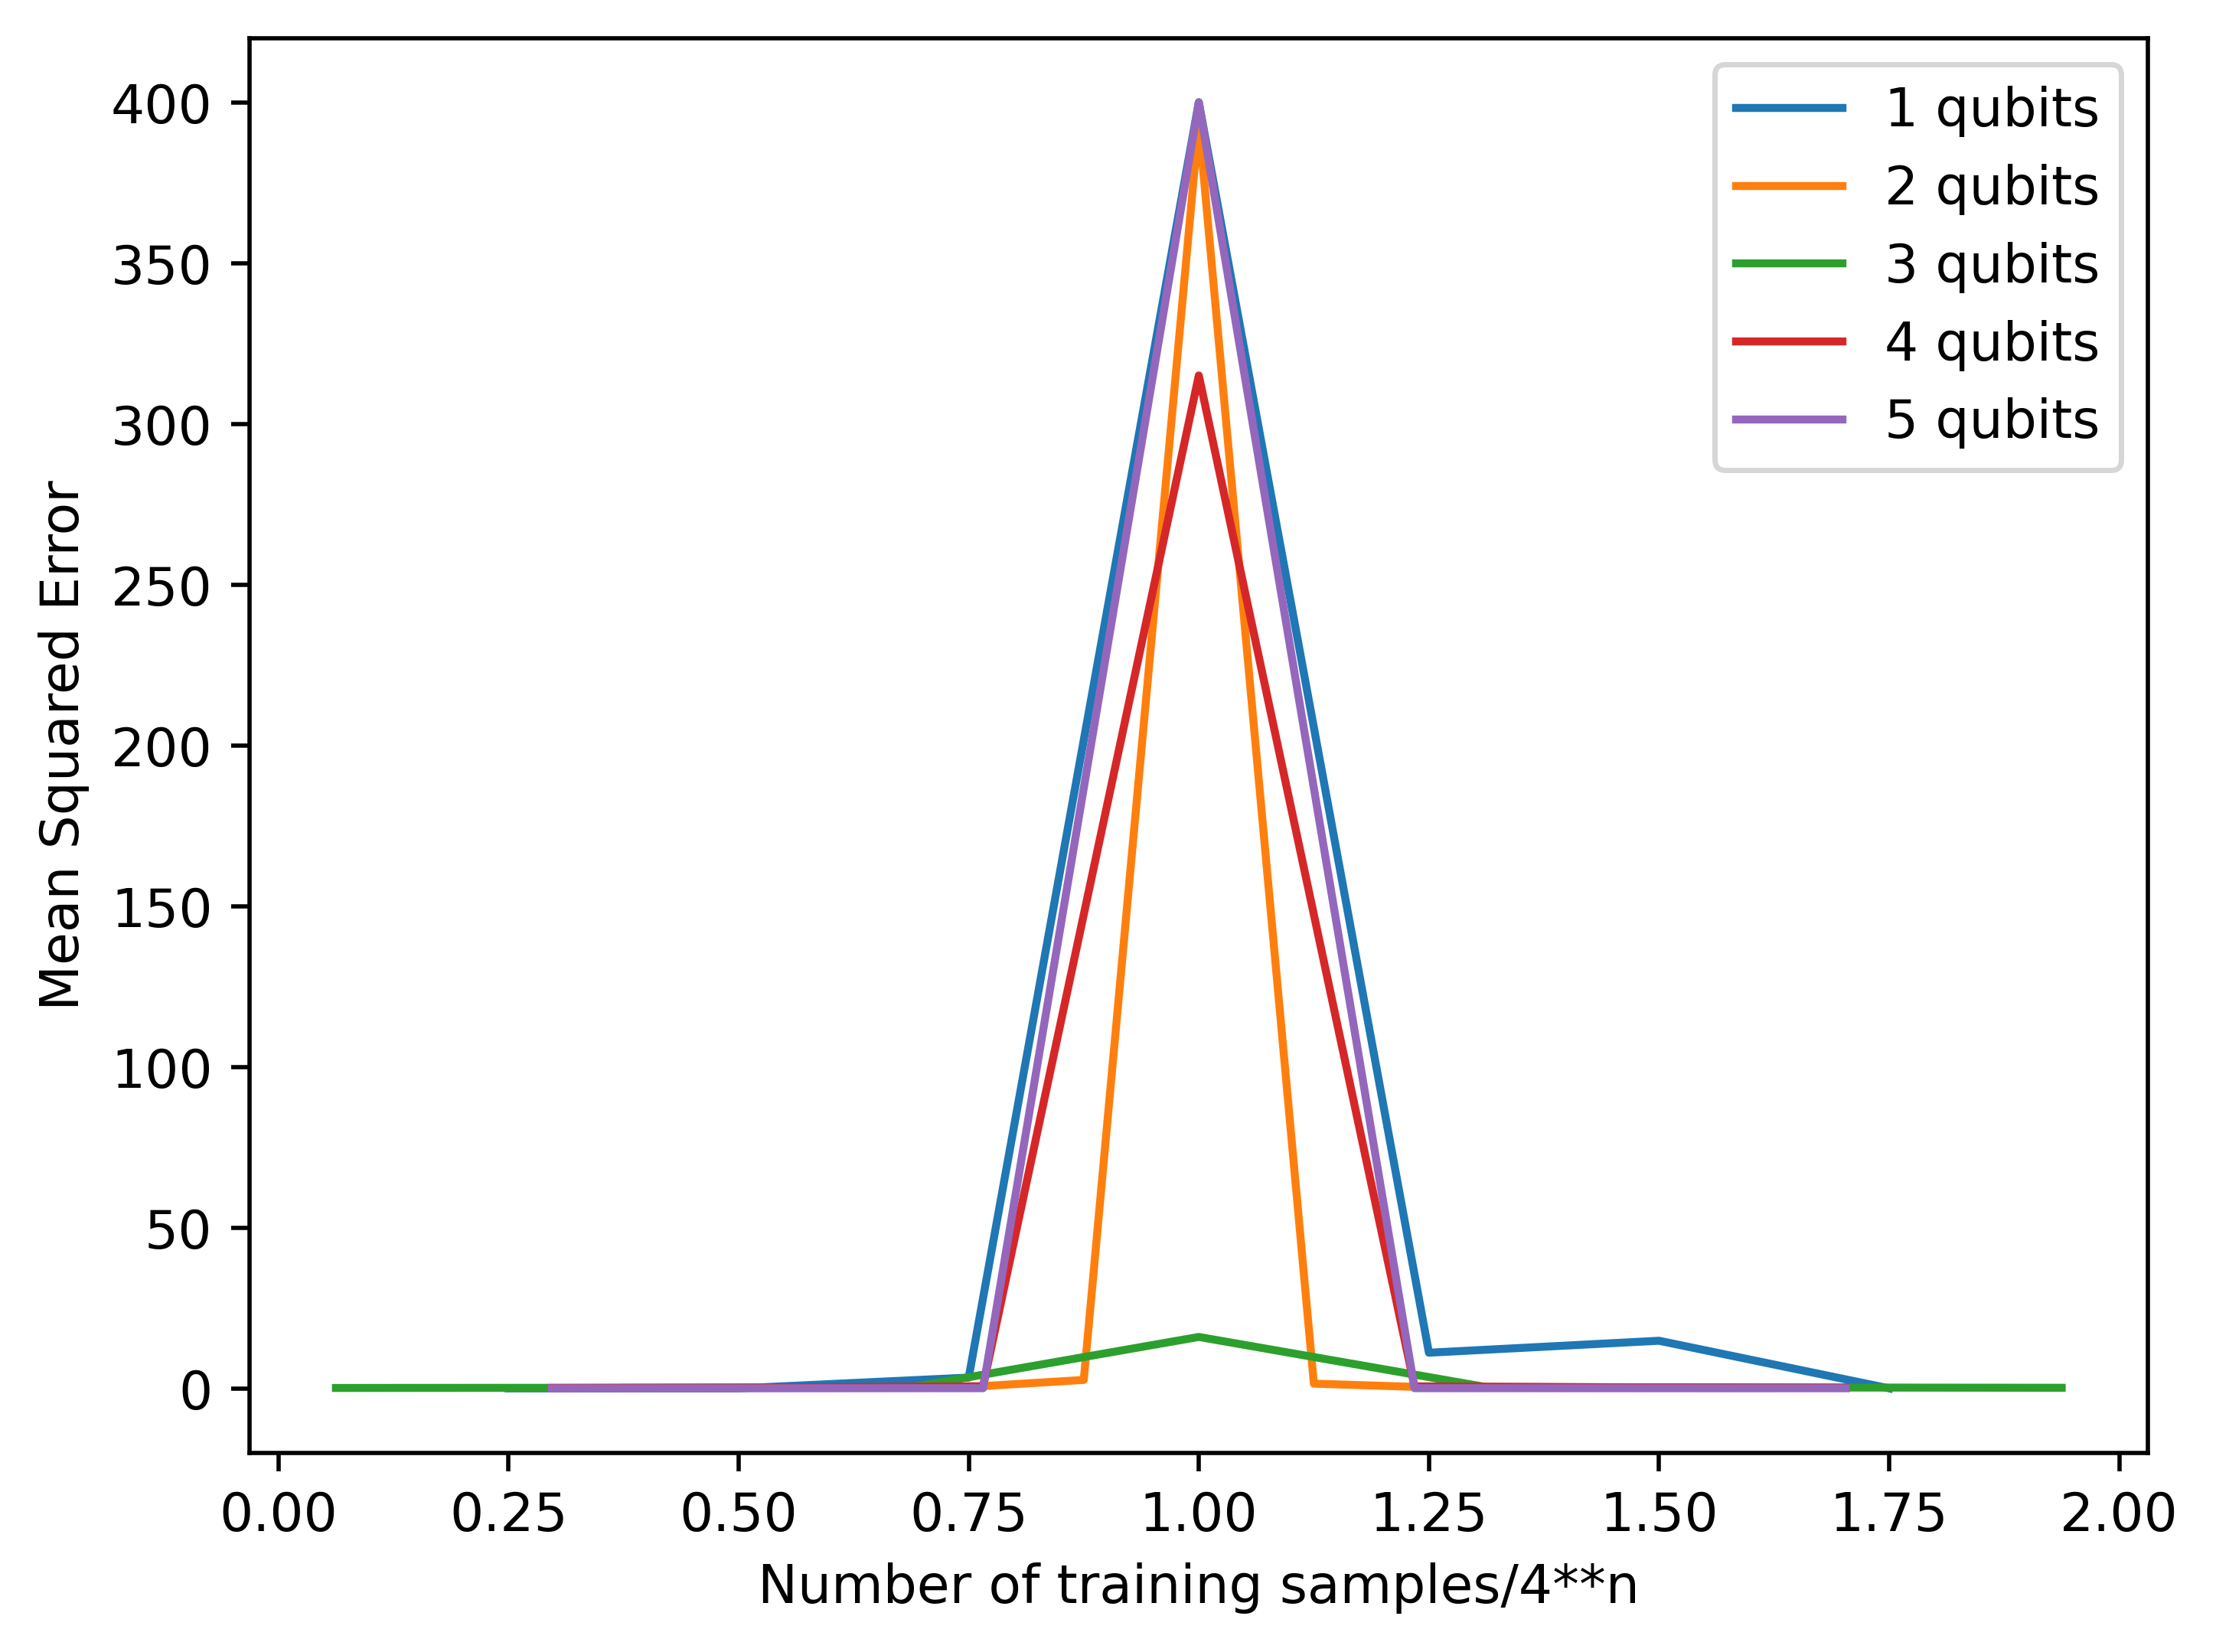 400
350
300
250
200
150
100
50
0
Mean Squared Error
0.00 0.25 0.50 0.75 1.00 1.25 1.50 1.75 2.00
Number of training samples/4**n
1 qubits
2 qubits
3 qubits
4 qubits
5 qubits